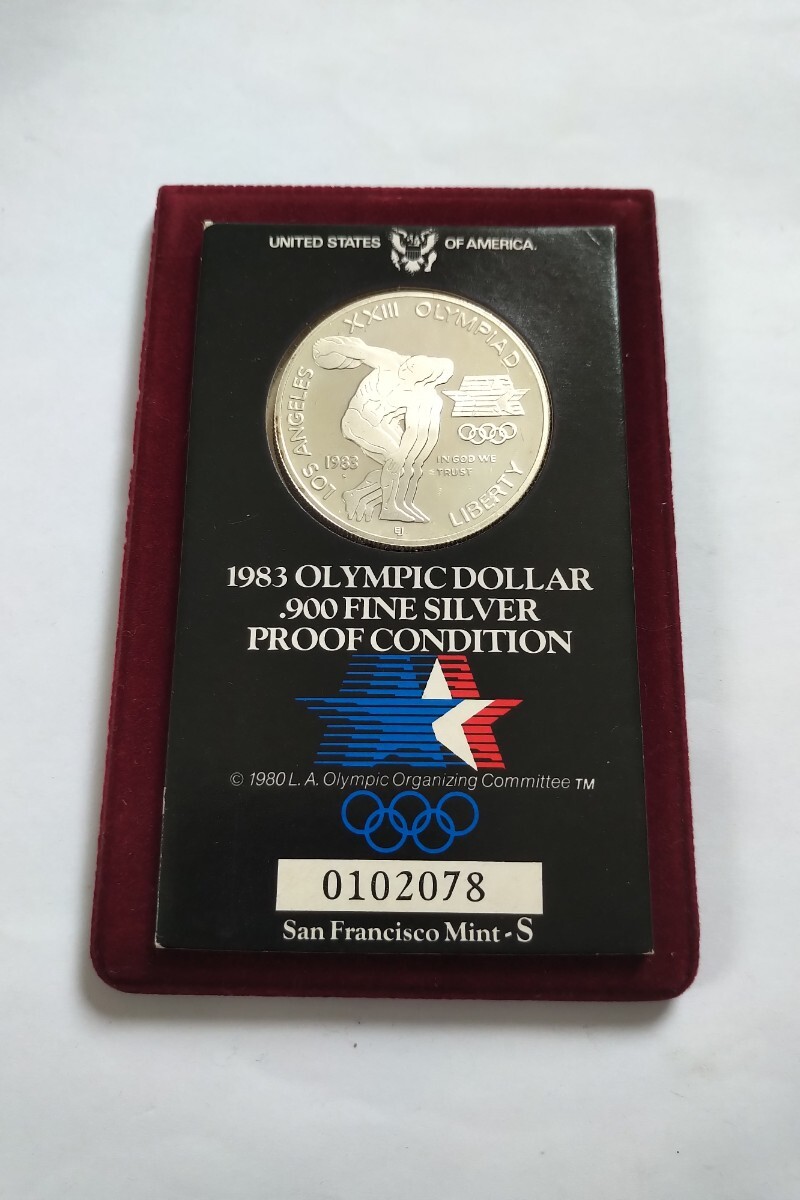 UNITED STATES OF AMERICA.
XXIII OLYMPIAD
LOS ANGELES
1983
S
IN GOD WE
TRUST
LIBERTY
EJ
1983 OLYMPIC DOLLAR
.900 FINE SILVER
PROOF CONDITION
© 1980 L.A. Olympic Organizing Committee TM
0102078
San Francisco Mint-S